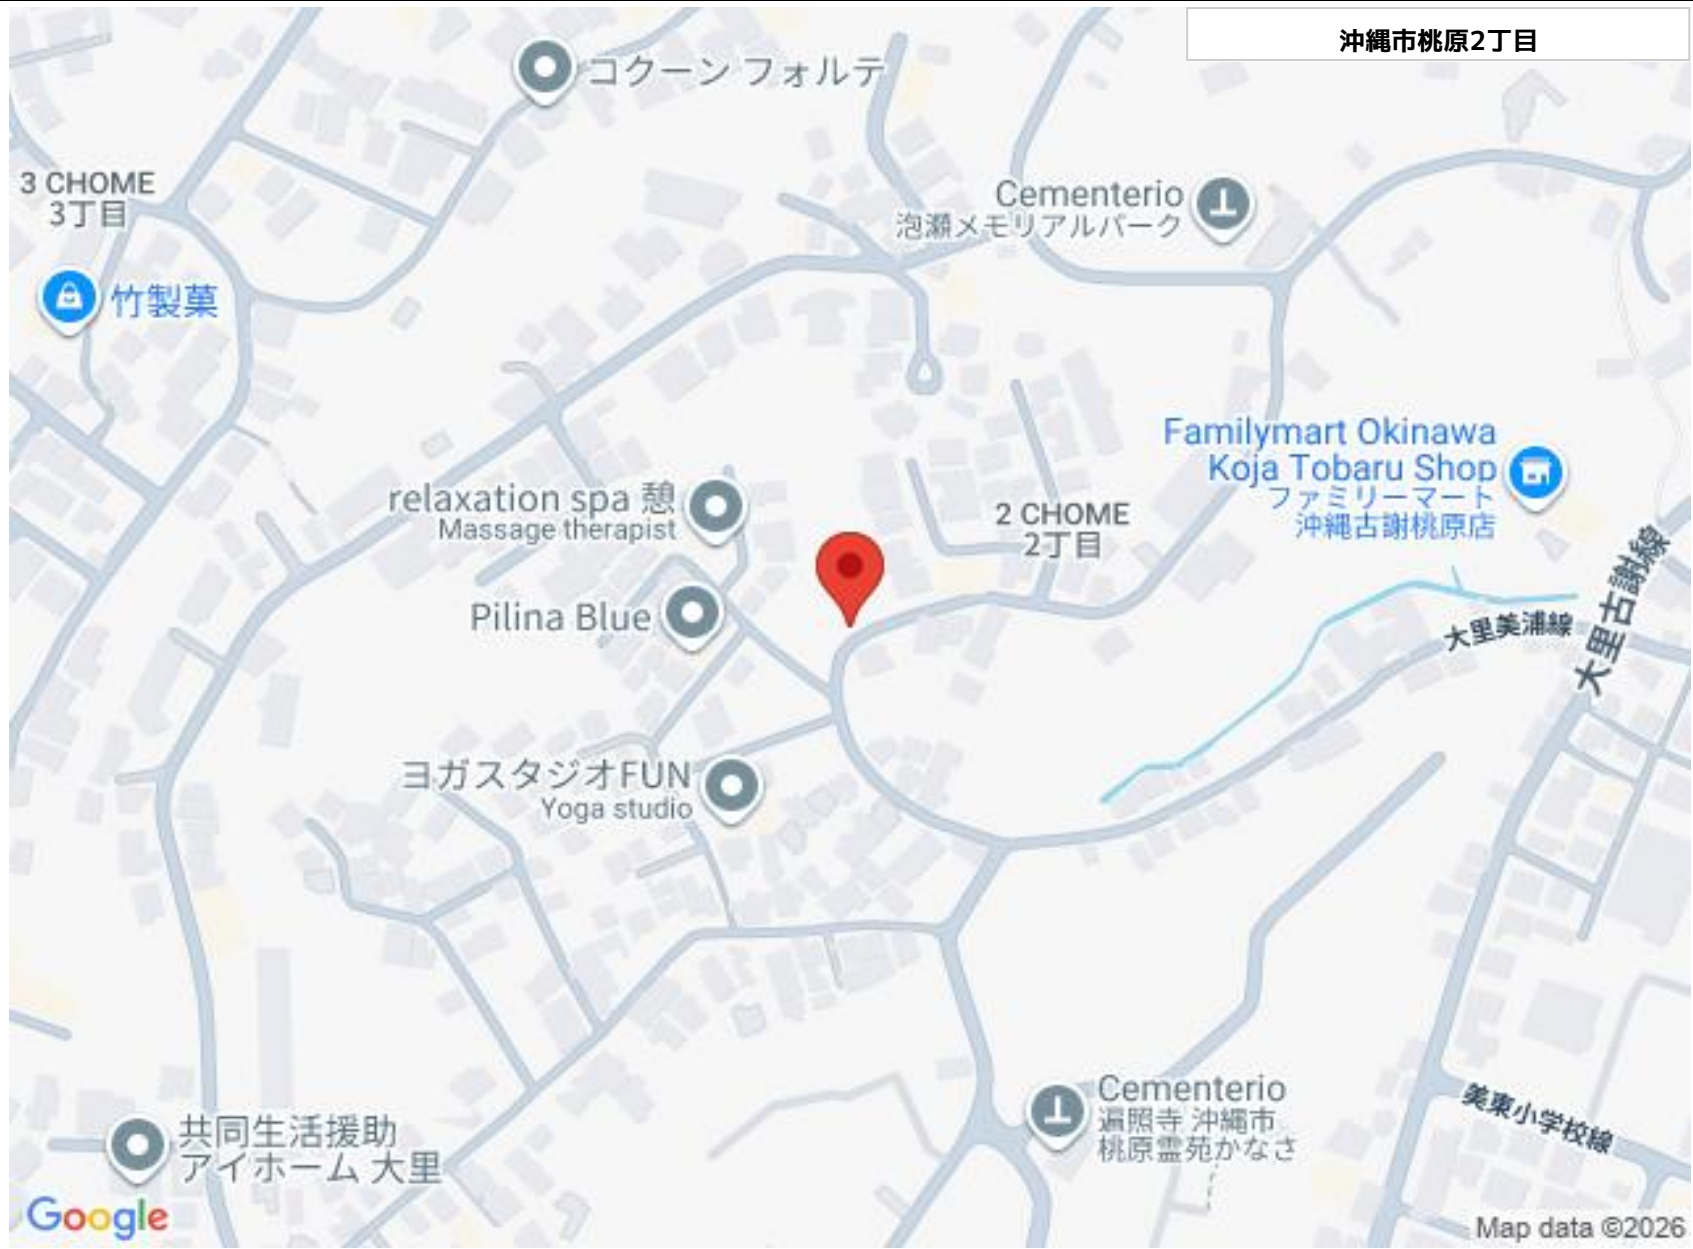 沖縄市桃原2丁目
コクーン フォルテ
3 CHOME
3丁目
Cementerio
泡瀬メモリアルパーク
竹製菓
Familymart Okinawa
Koja Tobaru Shop
ファミリーマート
沖縄古謝桃原店
relaxation spa 憩
Massage therapist
2 CHOME
2丁目
Pilina Blue
大里美浦線
大里古謝線
ヨガスタジオFUN
Yoga studio
Cementerio
遍照寺 沖縄市
桃原霊苑かなさ
美東小学校線
共同生活援助
アイホーム 大里
Google
Map data ©2026